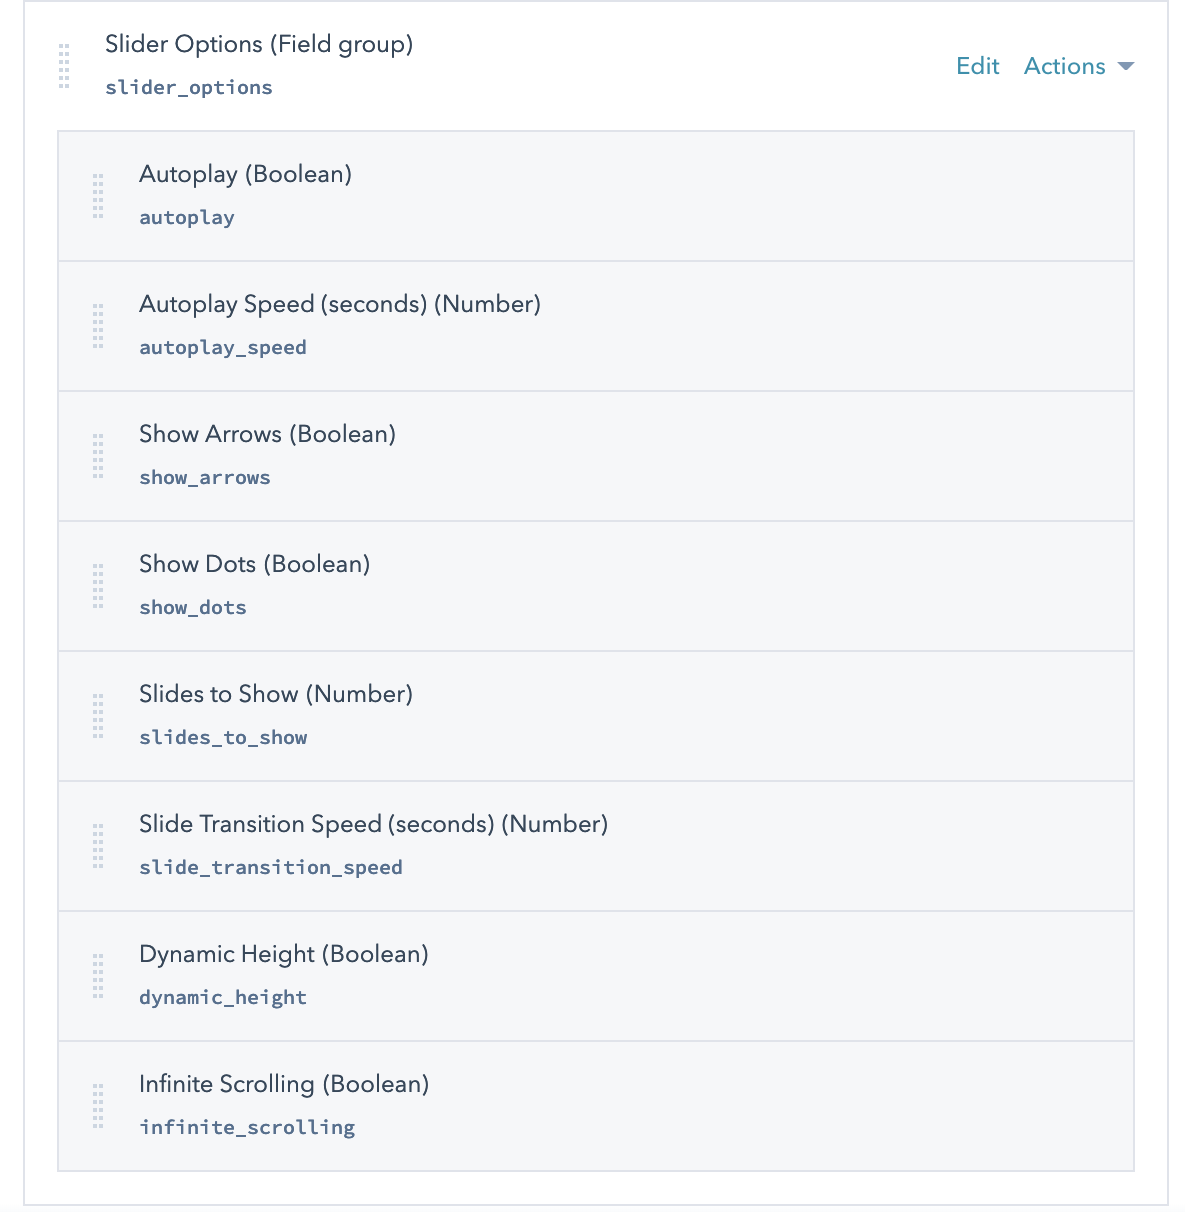 Slider Options (Field group)
slider_options
Edit Actions
Autoplay (Boolean)
autoplay
Autoplay Speed (seconds) (Number)
autoplay_speed
Show Arrows (Boolean)
show_arrows
Show Dots (Boolean)
show_dots
Slides to Show (Number)
slides_to_show
Slide Transition Speed (seconds) (Number)
slide_transition_speed
Dynamic Height (Boolean)
dynamic_height
Infinite Scrolling (Boolean)
infinite_scrolling